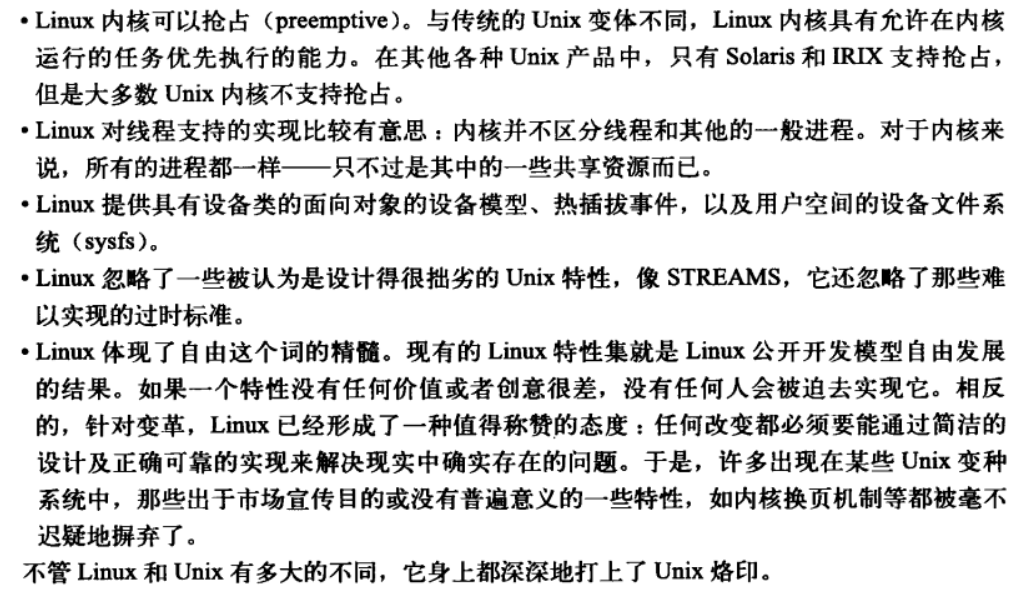 • Linux 内核可以抢占（preemptive）。与传统的 Unix 变体不同，Linux 内核具有允许在内核
运行的任务优先执行的能力。在其他各种 Unix 产品中，只有 Solaris 和 IRIX 支持抢占，
但是大多数 Unix 内核不支持抢占。
• Linux 对线程支持的实现比较有意思：内核并不区分线程和其他的一般进程。对于内核来
说，所有的进程都一样——只不过是其中的一些共享资源而已。
• Linux 提供具有设备类的面向对象的设备模型、热插拔事件，以及用户空间的设备文件系
统（sysfs）。
• Linux 忽略了一些被认为是设计得很拙劣的 Unix 特性，像 STREAMS，它还忽略了那些难
以实现的过时标准。
• Linux 体现了自由这个词的精髓。现有的 Linux 特性集就是 Linux 公开开发模型自由发展
的结果。如果一个特性没有任何价值或者创意很差，没有任何人会被迫去实现它。相反
的，针对变革，Linux 已经形成了一种值得称赞的态度：任何改变都必须要能通过简洁的
设计及正确可靠的实现来解决现实中确实存在的问题。于是，许多出现在某些 Unix 变种
系统中，那些出于市场宣传目的或没有普遍意义的一些特性，如内核换页机制等都被毫不
迟疑地摒弃了。
不管 Linux 和 Unix 有多大的不同，它身上都深深地打上了 Unix 烙印。